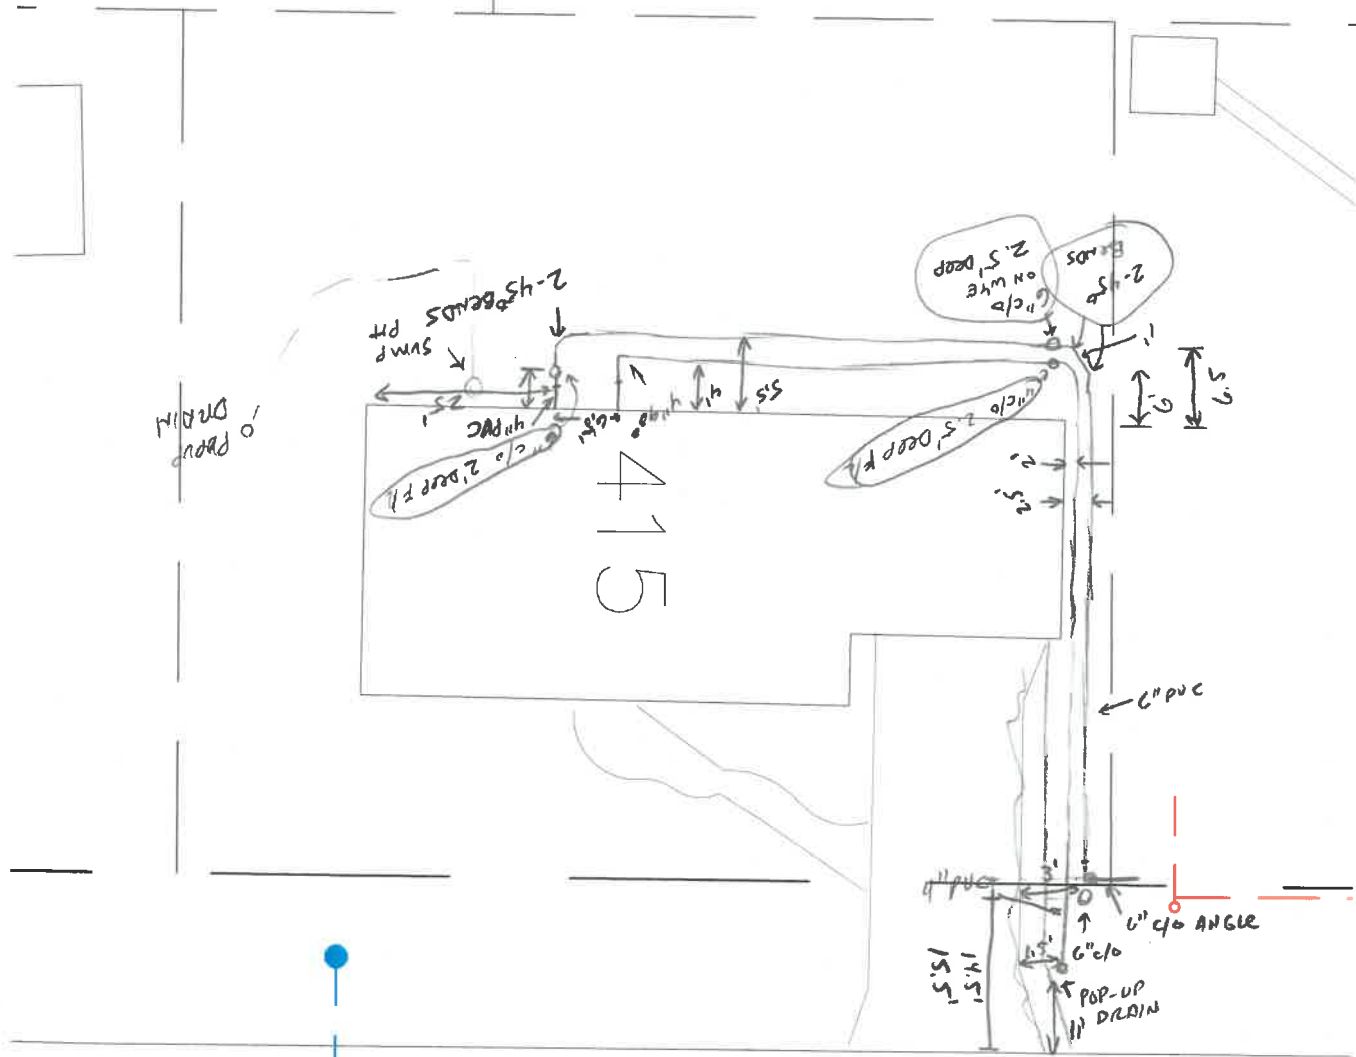 BENDS
2-45°
6" c/o
ON WYE
2.5' DEEP
2-45° BENDS
SUMP
PIT
25'
4" PVC
6" c/o 2' DEEP F/L
6.5'
4'
5.5'
6" c/o 2.5' DEEP F/L
1'
6'
2'
2.5'
POPUP
DRAIN
415
6" PVC
4" PVC
3'
6" c/o ANGLE
6" c/o
1.5'
POP-UP
DRAIN
11'
14.5'
15.5'